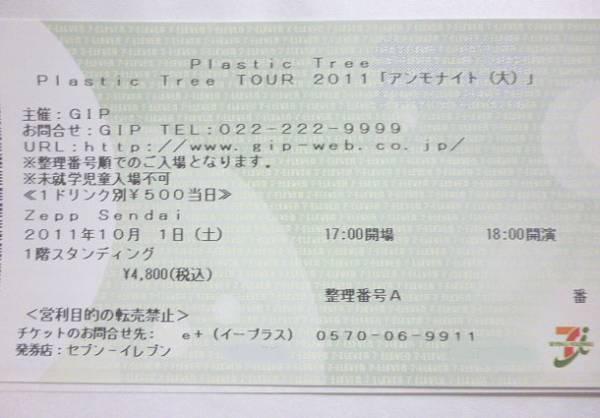 Plastic Tree
Plastic Tree TOUR 2011「アンモナイト(大)」
主催:GIP
お問合せ:GIP TEL:022-222-9999
URL:http://www.gip-web.co.jp/
※整理番号順でのご入場となります。
※未就学児童入場不可
≪1ドリンク別¥500当日≫
Zepp Sendai
2011年10月 1日(土) 17:00開場 18:00開演
1階スタンディング
¥4,800(税込)
整理番号A 番
<営利目的の転売禁止>
チケットのお問合せ先: e+(イープラス) 0570-06-9911
発券店:セブン-イレブン